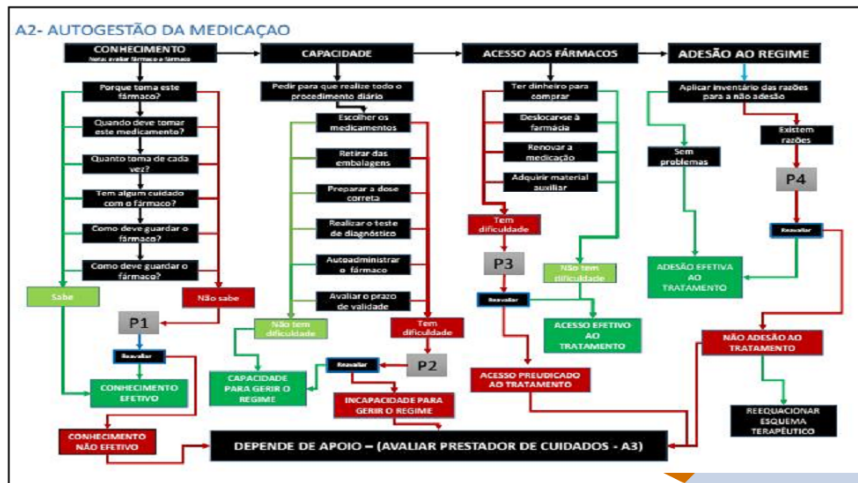 A2- AUTOGESTÃO DA MEDICAÇAO
CONHECIMENTO
Nota: avaliar fármaco a fármaco
Porque toma este
fármaco?
Quando deve tomar
este medicamento?
Quanto toma de cada
vez?
Tem algum cuidado
com o fármaco?
Como deve guardar o
fármaco?
Como deve guardar o
fármaco?
Sabe
Não sabe
P1
Reavaliar
CONHECIMENTO
EFETIVO
CONHECIMENTO
NÃO EFETIVO
CAPACIDADE
Pedir para que realize todo o
procedimento diário
Escolher os
medicamentos
Retirar das
embalagens
Preparar a dose
correta
Realizar o teste
de diagnóstico
Autoadministrar
o fármaco
Avaliar o prazo
de validade
Não tem
dificuldade
Tem
dificuldade
P2
Reavaliar
CAPACIDADE
PARA GERIR O
REGIME
INCAPACIDADE PARA
GERIR O REGIME
ACESSO AOS FÁRMACOS
Ter dinheiro para
comprar
Deslocar-se à
farmácia
Renovar a
medicação
Adquirir material
auxiliar
Tem
dificuldade
P3
Não tem
dificuldade
Reavaliar
ACESSO EFETIVO
AO
TRATAMENTO
ACESSO PREUDICADO
AO TRATAMENTO
ADESÃO AO REGIME
Aplicar inventário das razões
para a não adesão
Sem
problemas
Existem
razões
P4
Reavaliar
ADESÃO EFETIVA
AO
TRATAMENTO
NÃO ADESÃO AO
TRATAMENTO
REEQUACIONAR
ESQUEMA
TERAPÊUTICO
DEPENDE DE APOIO – (AVALIAR PRESTADOR DE CUIDADOS - A3)